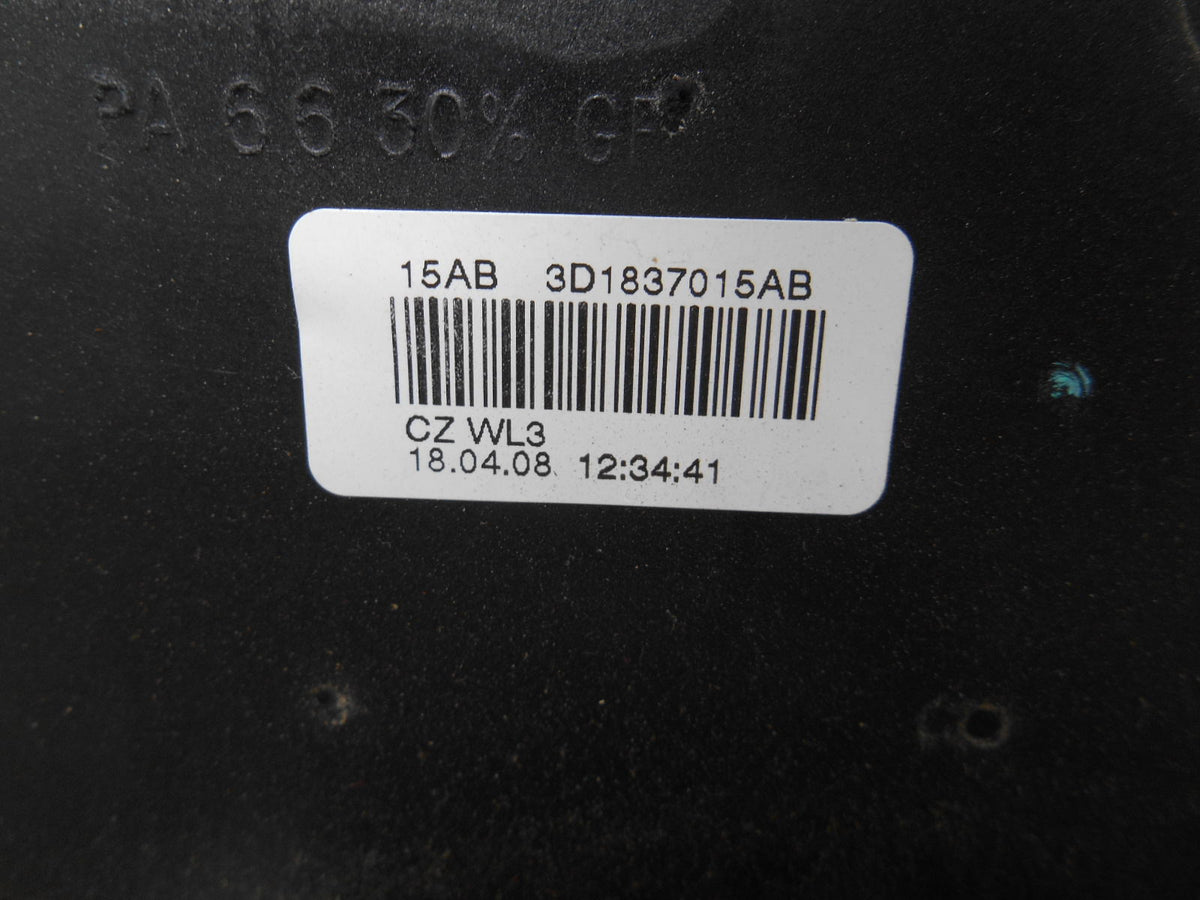 PA 66 30% GF
15AB 3D1837015AB
CZ WL3
18.04.08 12:34:41